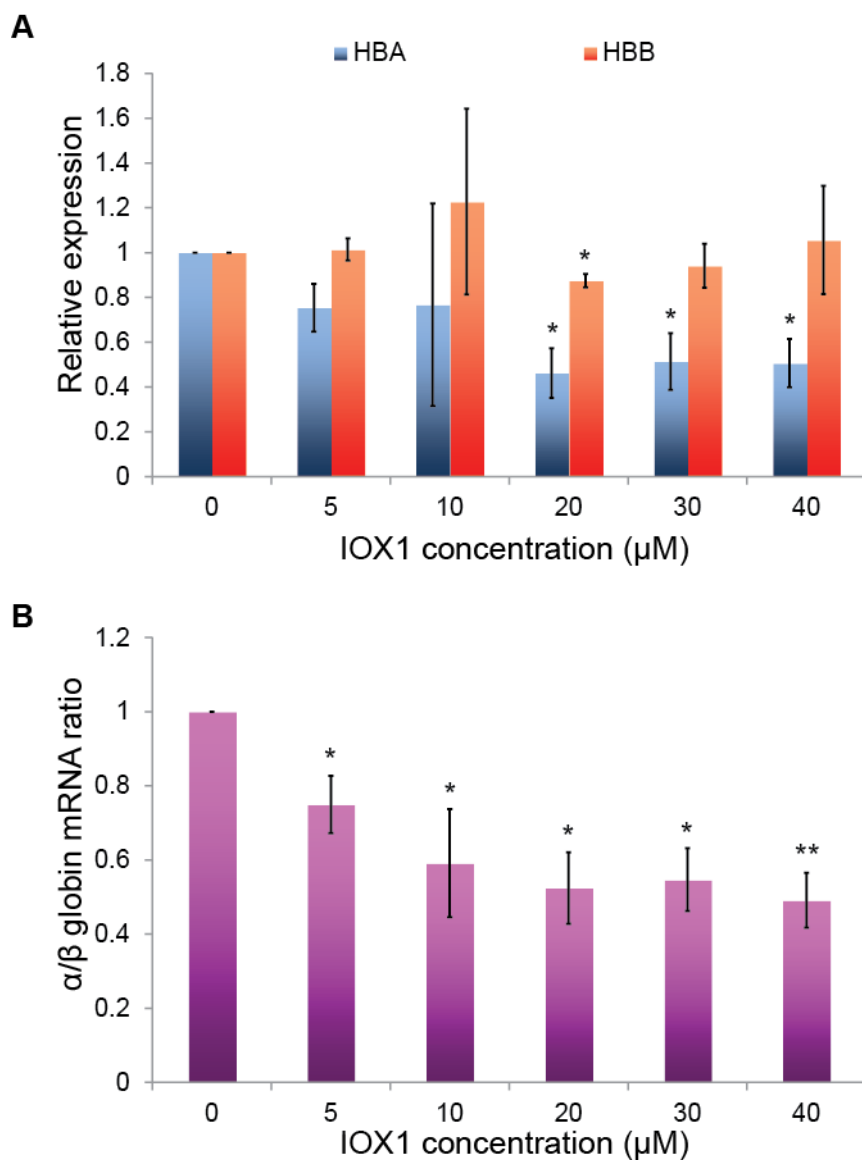 A
HBA HBB
Relative expression
1.8
1.6
1.4
1.2
1
0.8
0.6
0.4
0.2
0
*
*
*
*
0 5 10 20 30 40
IOX1 concentration (µM)
B
α/β globin mRNA ratio
1.2
1
0.8
0.6
0.4
0.2
0
*
*
*
*
**
0 5 10 20 30 40
IOX1 concentration (µM)